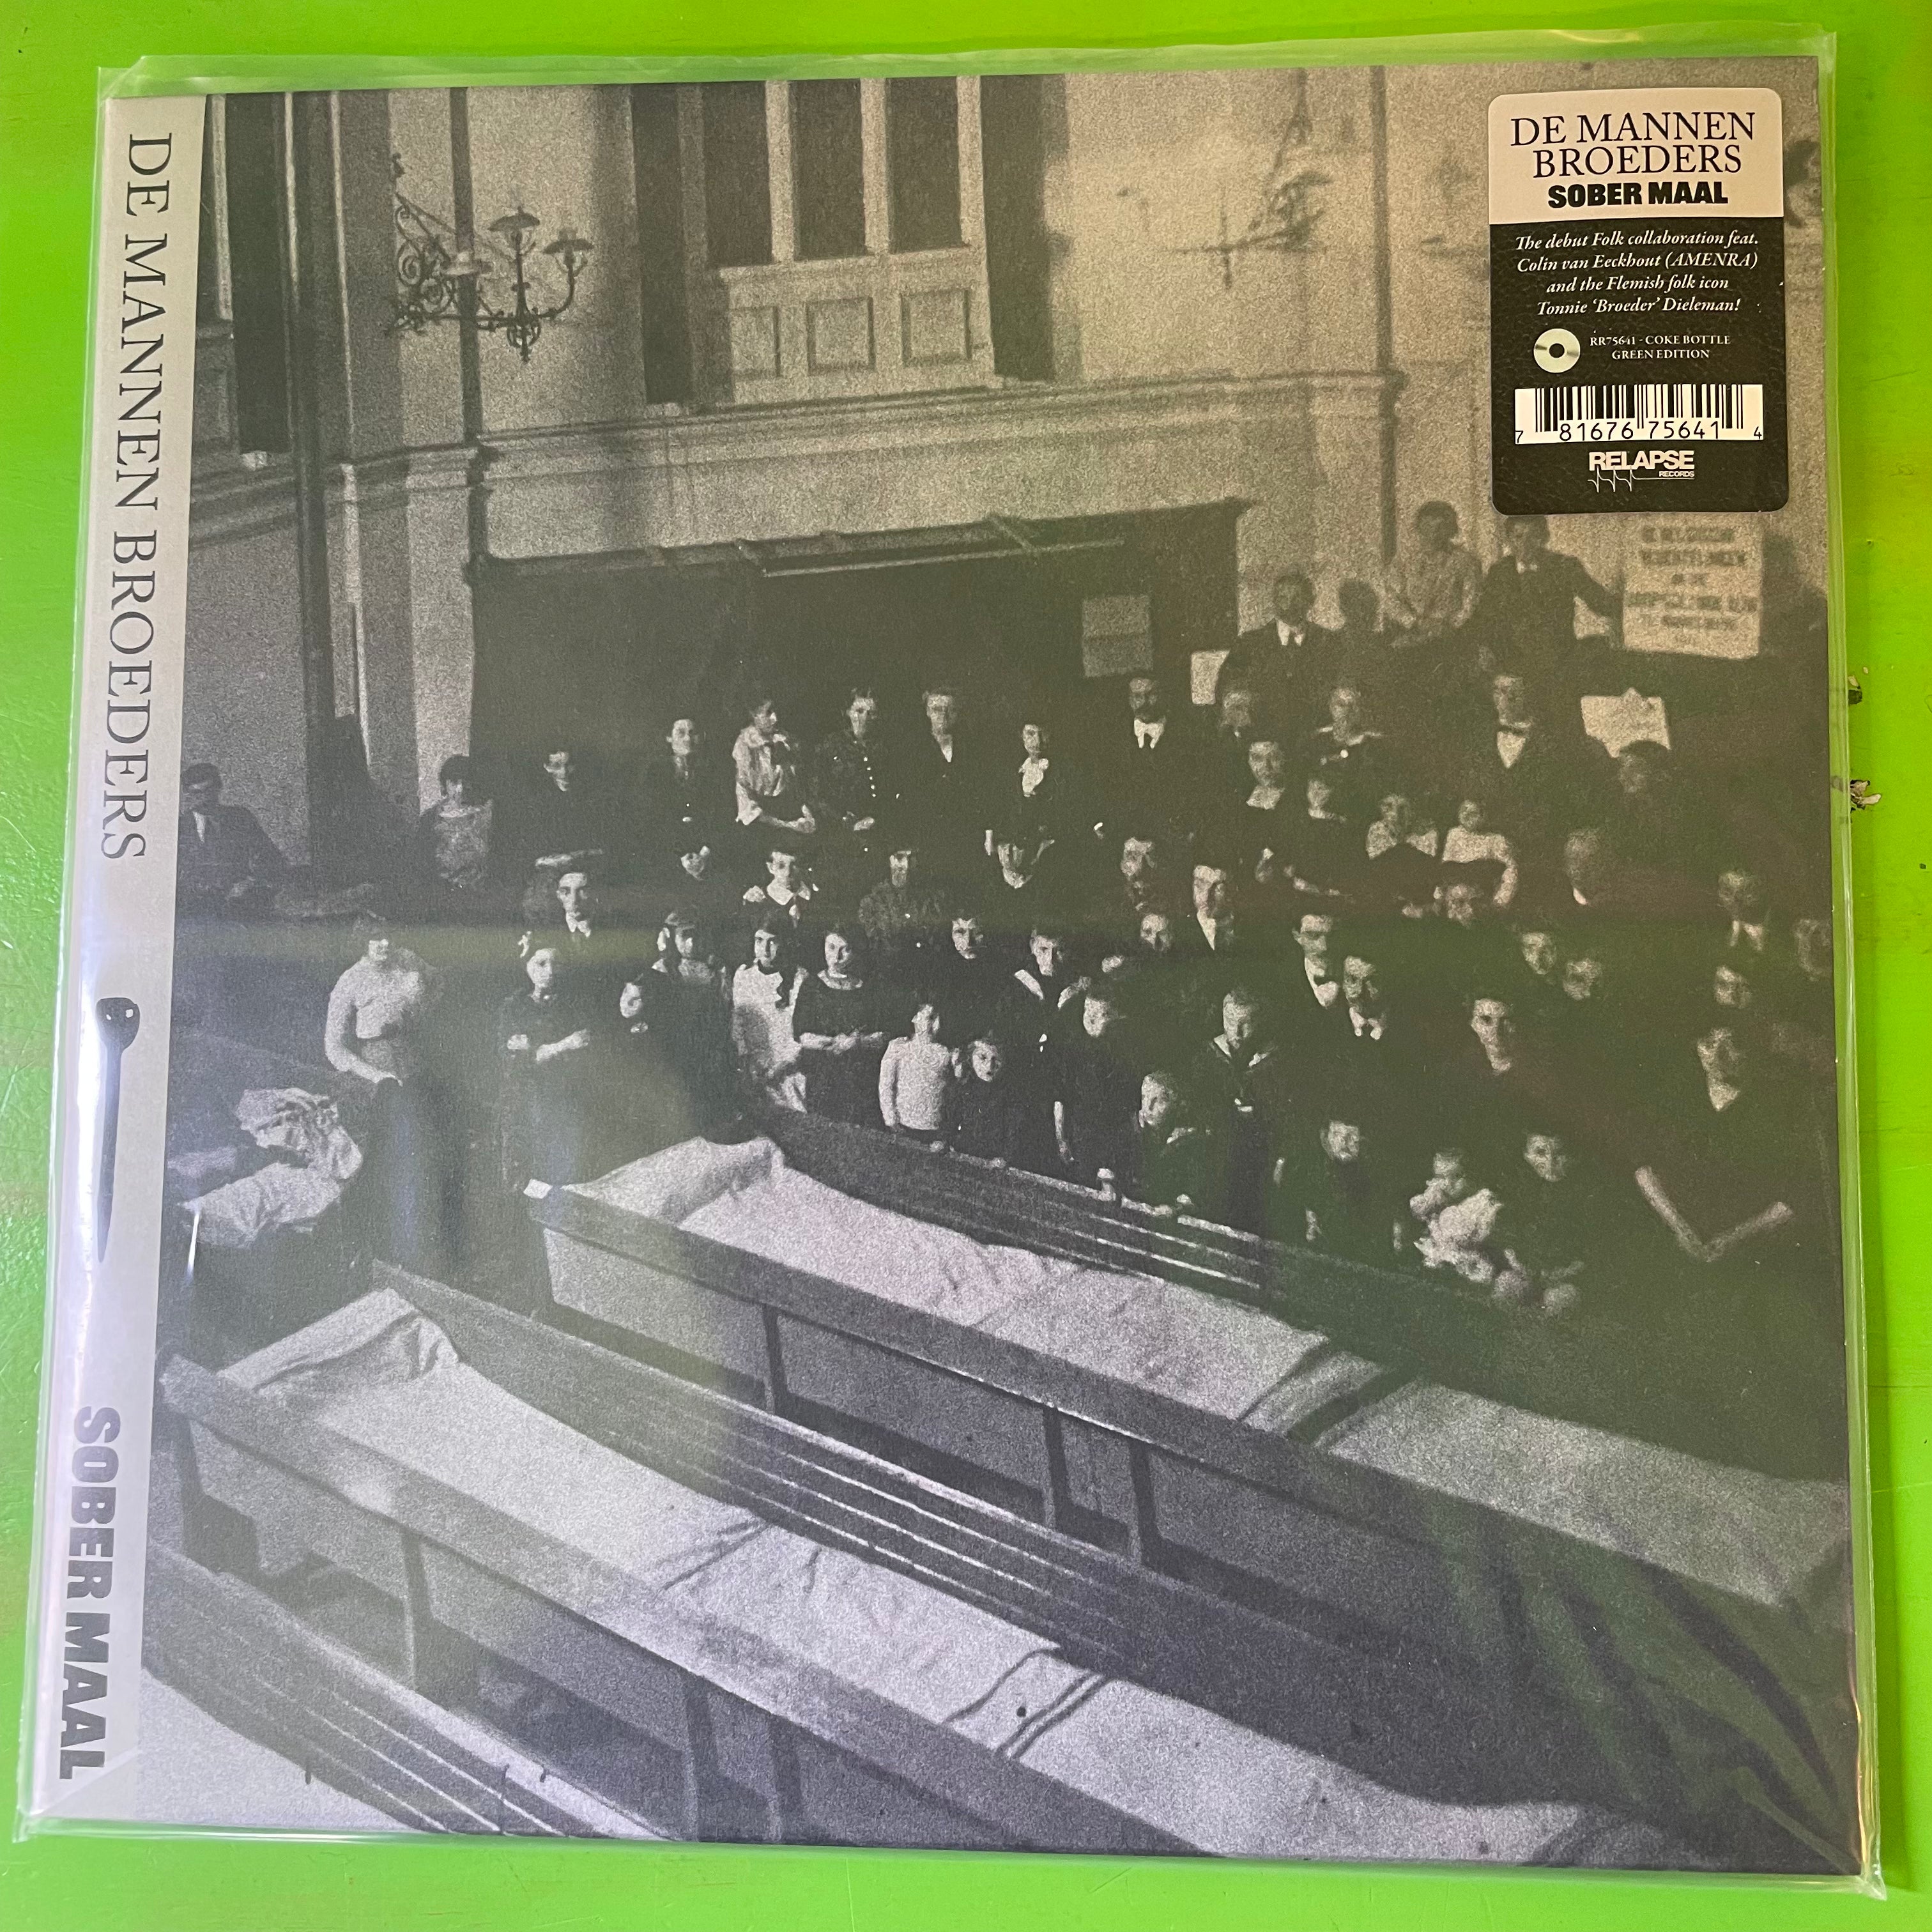 DE MANNEN BROEDERS
SOBER MAAL
DE MANNEN
BROEDERS
SOBER MAAL
The debut Folk collaboration feat.
Colin van Eeckhout (AMENRA)
and the Flemish folk icon
Tonnie ‘Broeder’ Dieleman!
RR75641 - COKE BOTTLE
GREEN EDITION
7 81676 75641 4
RELAPSE
RECORDS